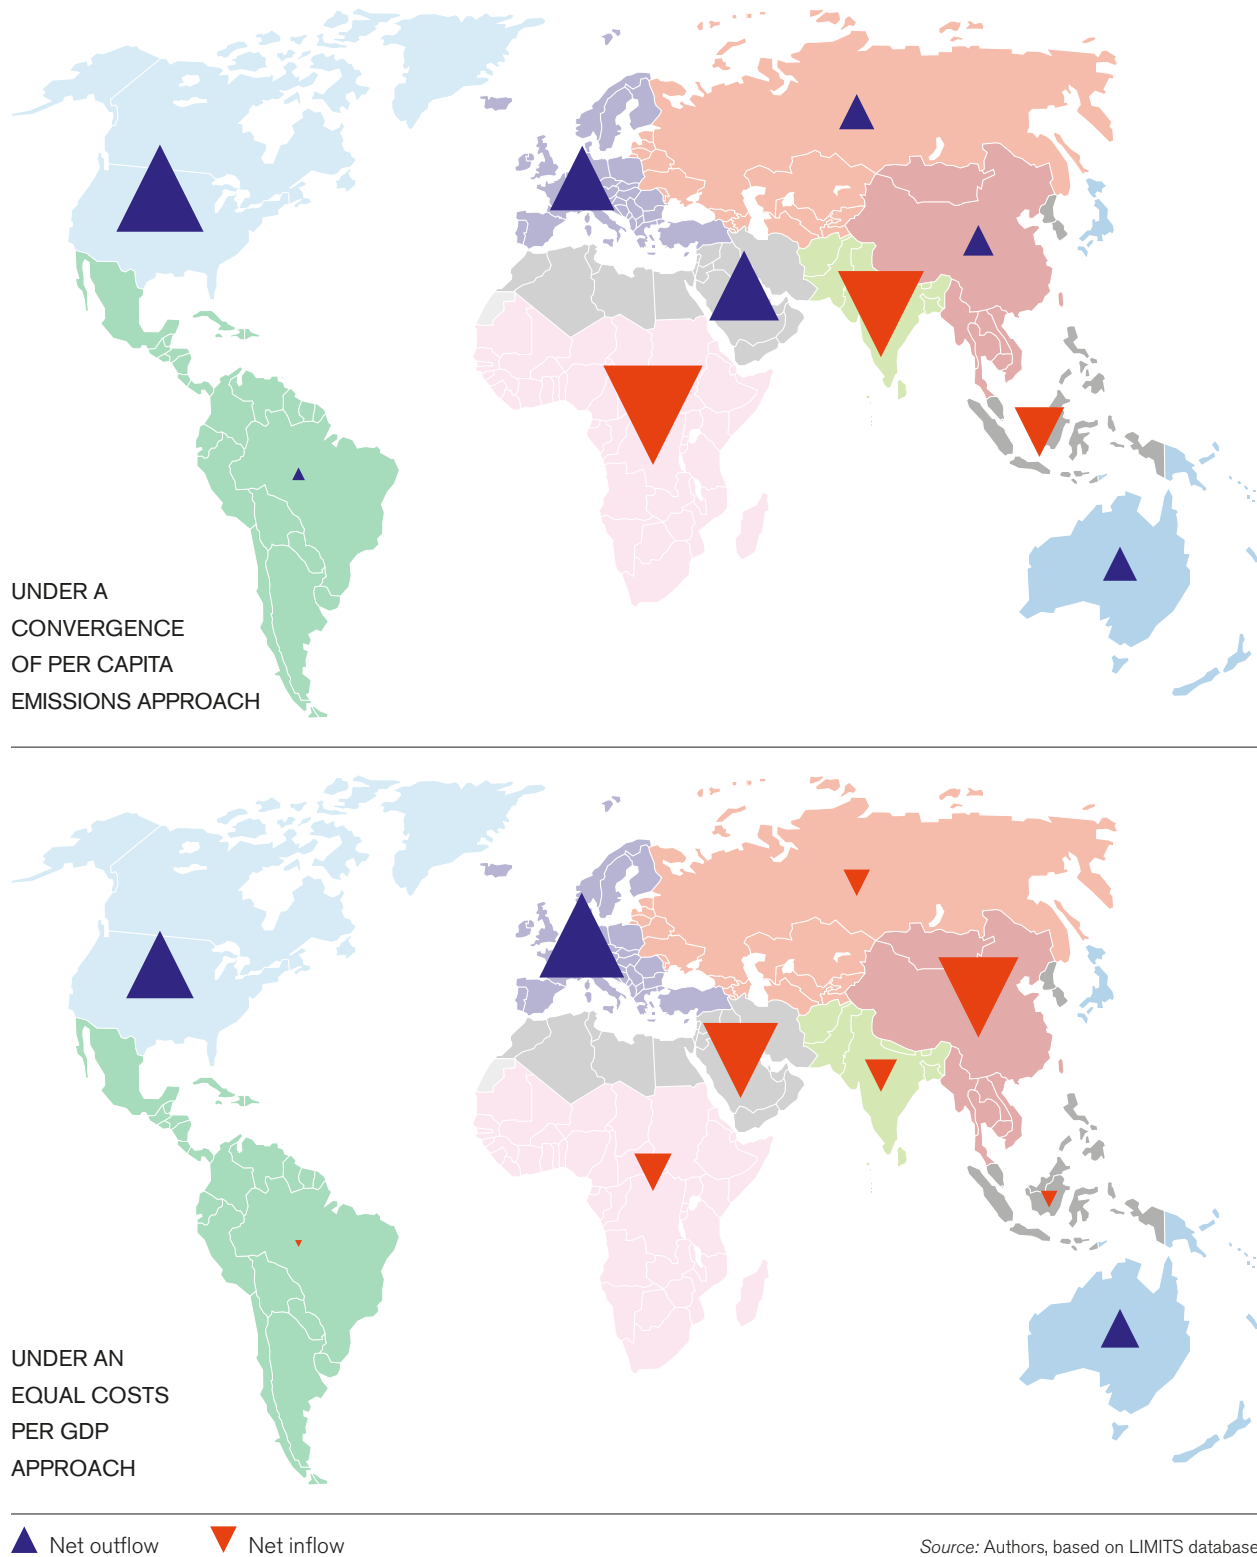 UNDER A
CONVERGENCE
OF PER CAPITA
EMISSIONS APPROACH
UNDER AN
EQUAL COSTS
PER GDP
APPROACH
Net outflow
Net inflow
Source: Authors, based on LIMITS database